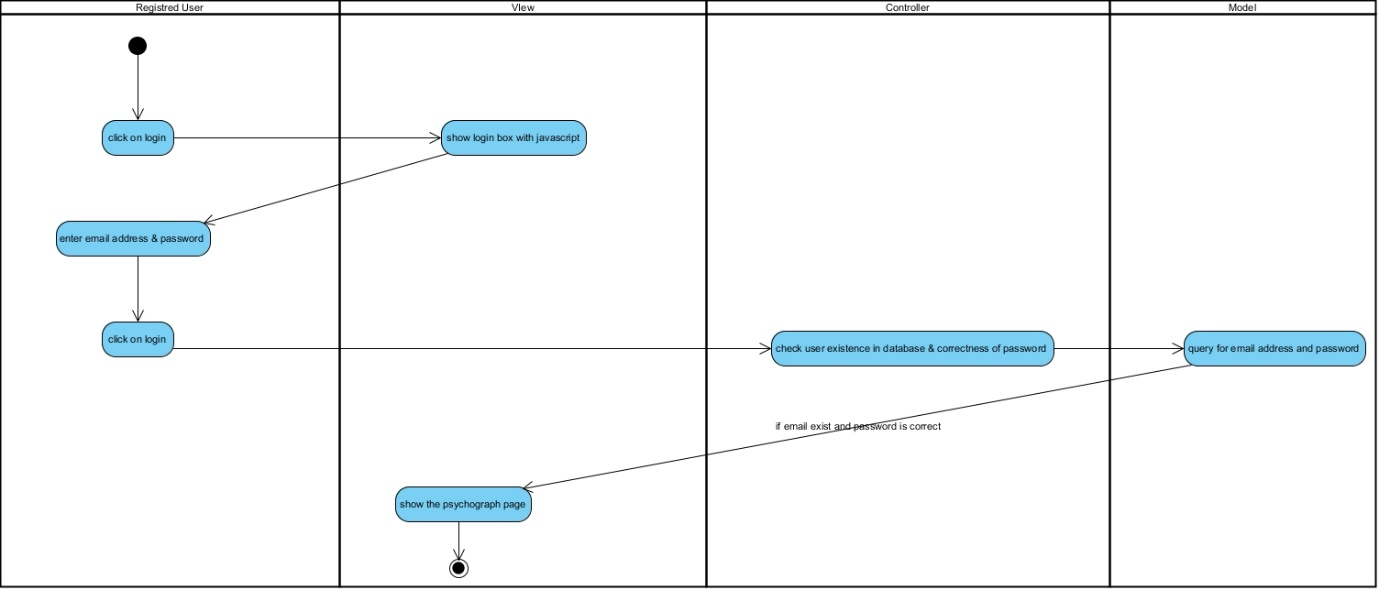 Registred User
VIew
Controller
Model
click on login
show login box with javascript
enter email address & password
click on login
check user existence in database & correctness of password
query for email address and password
if email exist and password is correct
show the psychograph page